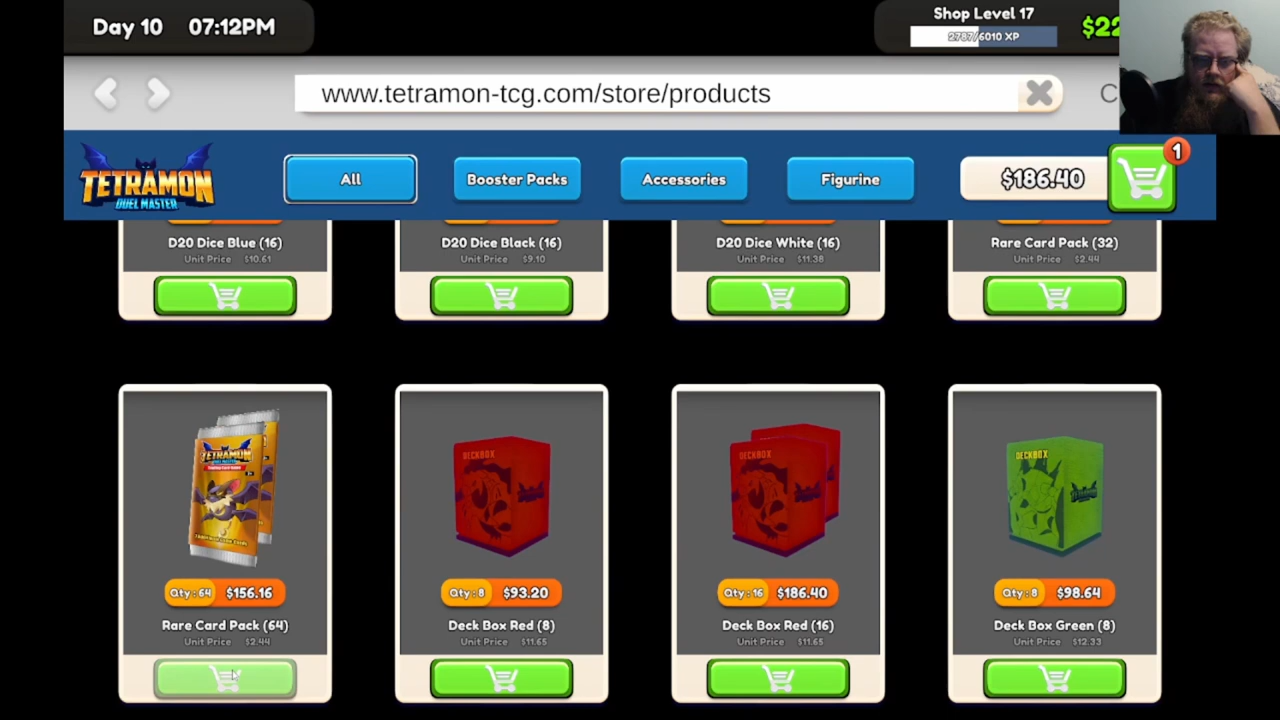 Day 10 07:12PM
Shop Level 17
2787/6010 XP
$22
www.tetramon-tcg.com/store/products
C
TETRAMON
DUEL MASTER
All
Booster Packs
Accessories
Figurine
$186.40
1
D20 Dice Blue (16)
Unit Price $10.61
D20 Dice Black (16)
Unit Price $9.10
D20 Dice White (16)
Unit Price $11.38
Rare Card Pack (32)
Unit Price $2.44
TETRAMON
Qty : 64 $156.16
Rare Card Pack (64)
Unit Price $2.44
DECKBOX
Qty : 8 $93.20
Deck Box Red (8)
Unit Price $11.65
DECKBOX
Qty : 16 $186.40
Deck Box Red (16)
Unit Price $11.65
DECKBOX
Qty : 8 $98.64
Deck Box Green (8)
Unit Price $12.33